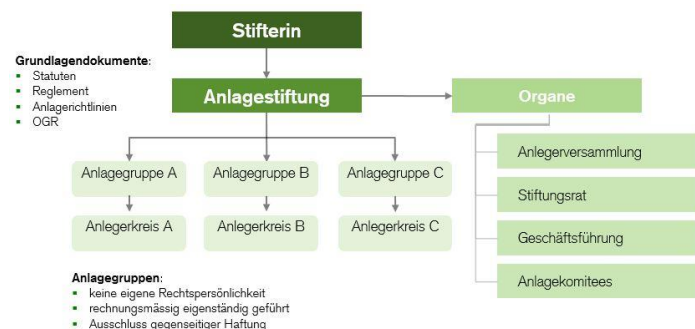 Stifterin
Grundlagendokumente:
▪ Statuten
▪ Reglement
▪ Anlagerichtlinien
▪ OGR
Anlagestiftung
Organe
Anlagegruppe A
Anlagegruppe B
Anlagegruppe C
Anlegerkreis A
Anlegerkreis B
Anlegerkreis C
Anlegerversammlung
Stiftungsrat
Geschäftsführung
Anlagekomitees
Anlagegruppen:
▪ keine eigene Rechtspersönlichkeit
▪ rechnungsmässig eigenständig geführt
▪ Ausschluss gegenseitiger Haftung